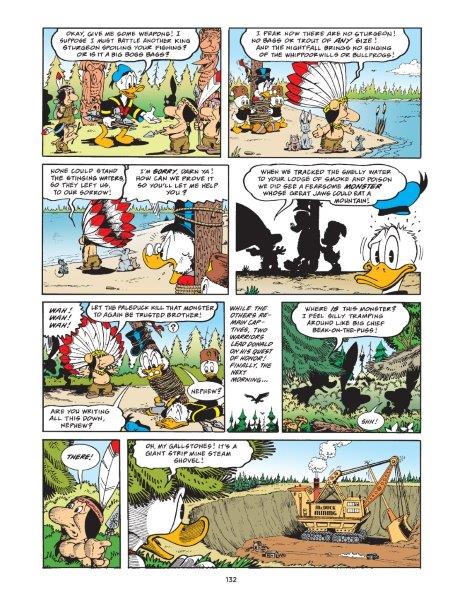 OKAY, GIVE ME SOME WEAPONS! I
SUPPOSE I MUST BATTLE ANOTHER KING
STURGEON SPOILING YOUR FISHING?
OR IS IT A BIG BOSS BASS?
I FEAR NOW THERE ARE NO STURGEON!
NO BASS OR TROUT OF ANY SIZE!
AND THE NIGHTFALL BRINGS NO SINGING
OF THE WHIPPOORWILLS OR BULLFROGS!
NONE COULD STAND
THE STINGING WATERS,
SO THEY LEFT US,
TO OUR SORROW!
I'M SORRY, DARN YA!
HOW CAN WE PROVE IT
SO YOU'LL LET ME HELP
YOU?
WHEN WE TRACKED THE SMELLY WATER
TO YOUR LODGE OF SMOKE AND POISON
WE DID SEE A FEARSOME MONSTER
WHOSE GREAT JAWS COULD EAT A
MOUNTAIN!
WAH!
WAH!
WAH!
LET THE PALEDUCK KILL THAT MONSTER
TO AGAIN BE TRUSTED BROTHER!
?
NEPHEW?
ARE YOU WRITING
ALL THIS DOWN,
NEPHEW?
WHILE THE
OTHERS RE-
MAIN CAP-
TIVES, TWO
WARRIORS
LEAD DONALD
ON HIS QUEST
OF HONOR!
FINALLY, THE
NEXT
MORNING...
WHERE IS THIS MONSTER? I
FEEL SILLY TRAMPING
AROUND LIKE BIG CHIEF
BEAK-ON-THE-PUSS!
SHH!
THERE!
OH, MY GALLSTONES! IT'S A
GIANT STRIP MINE STEAM
SHOVEL!
McDUCK
MINING
132